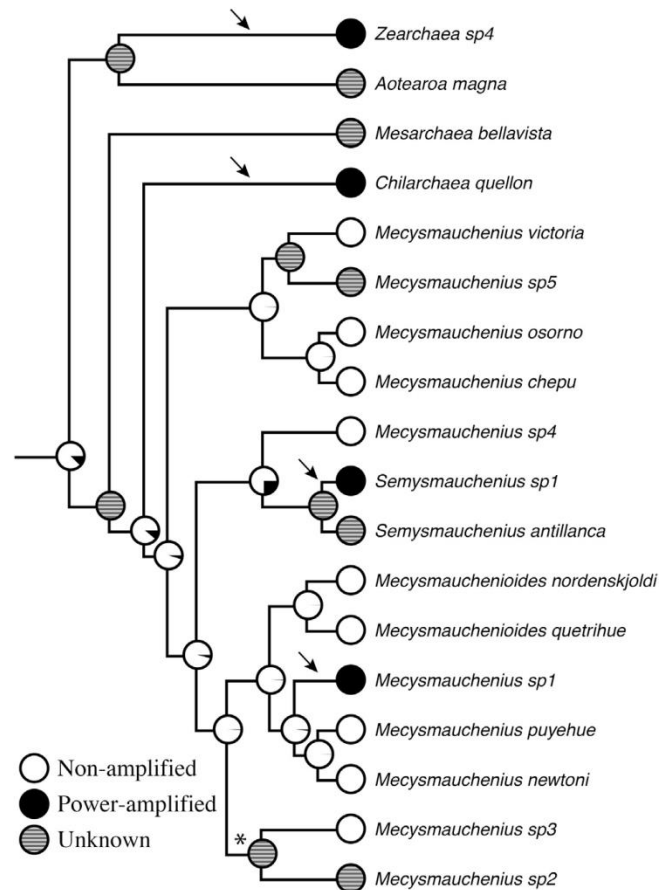 Zearchaea sp4
Aotearoa magna
Mesarchaea bellavista
Chilarchaea quellon
Mecysmauchenius victoria
Mecysmauchenius sp5
Mecysmauchenius osorno
Mecysmauchenius chepu
Mecysmauchenius sp4
Semysmauchenius sp1
Semysmauchenius antillanca
Mecysmauchenioides nordenskjoldi
Mecysmauchenioides quetrihue
Mecysmauchenius sp1
Mecysmauchenius puyehue
Mecysmauchenius newtoni
Mecysmauchenius sp3
*
Mecysmauchenius sp2
Non-amplified
Power-amplified
Unknown